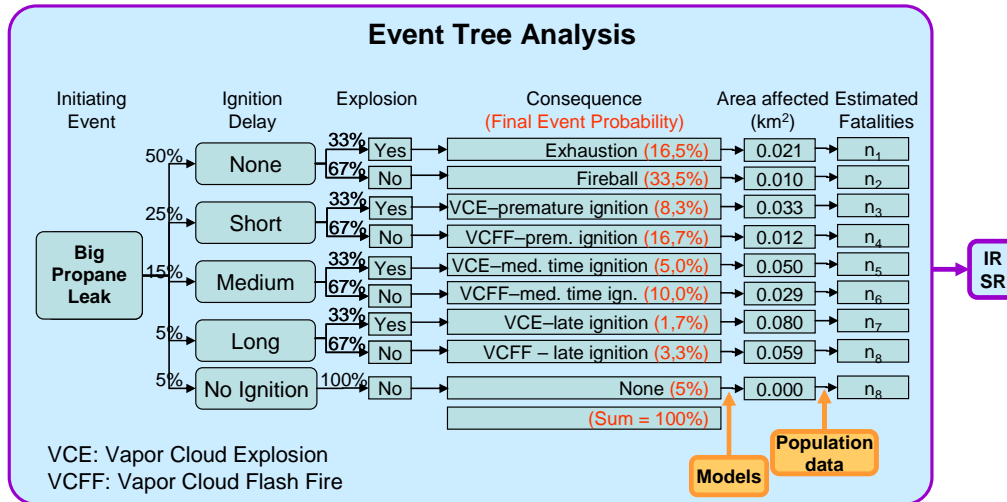 Event Tree Analysis
Initiating Event
Ignition Delay
Explosion
Consequence
(Final Event Probability)
Area affected (km²)
Estimated Fatalities
Big Propane Leak
50%
None
33%
Yes
Exhaustion (16,5%)
0.021
n₁
67%
No
Fireball (33,5%)
0.010
n₂
25%
Short
33%
Yes
VCE–premature ignition (8,3%)
0.033
n₃
67%
No
VCFF–prem. ignition (16,7%)
0.012
n₄
15%
Medium
33%
Yes
VCE–med. time ignition (5,0%)
0.050
n₅
67%
No
VCFF–med. time ign. (10,0%)
0.029
n₆
5%
Long
33%
Yes
VCE–late ignition (1,7%)
0.080
n₇
67%
No
VCFF – late ignition (3,3%)
0.059
n₈
5%
No Ignition
100%
No
None (5%)
0.000
n₈
(Sum = 100%)
Models
Population data
IR
SR
VCE: Vapor Cloud Explosion
VCFF: Vapor Cloud Flash Fire